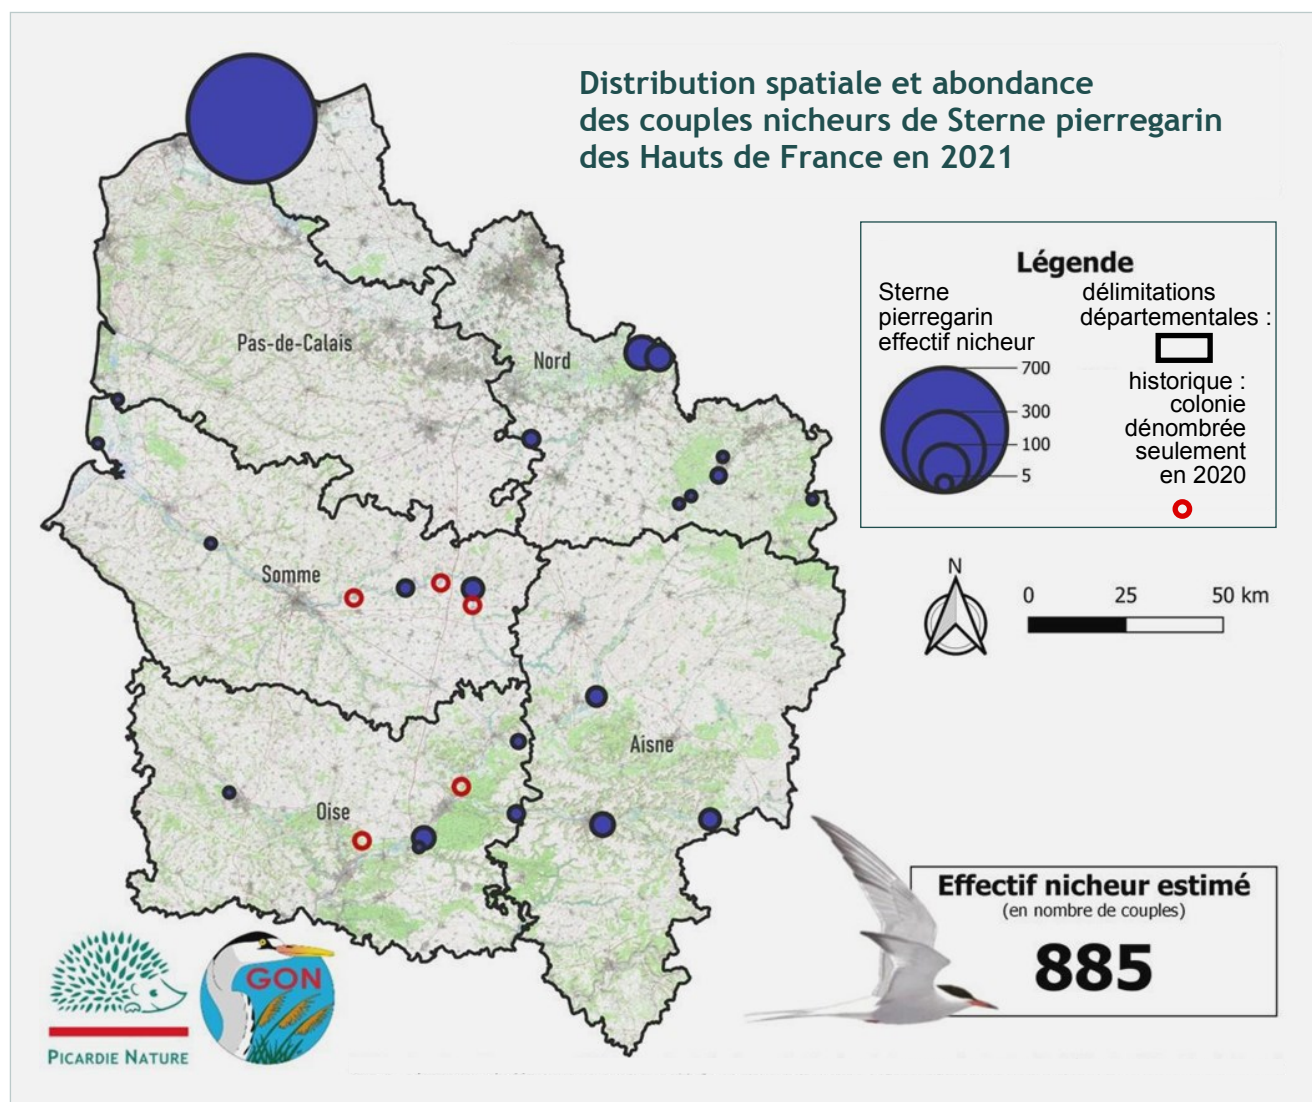 Distribution spatiale et abondance
des couples nicheurs de Sterne pierregarin
des Hauts de France en 2021
Légende
Sterne
pierregarin
effectif nicheur
700
300
100
5
délimitations
départementales :
historique :
colonie
dénombrée
seulement
en 2020
Pas-de-Calais
Nord
Somme
Aisne
Oise
N
0 25 50 km
Effectif nicheur estimé
(en nombre de couples)
885
PICARDIE NATURE
GON